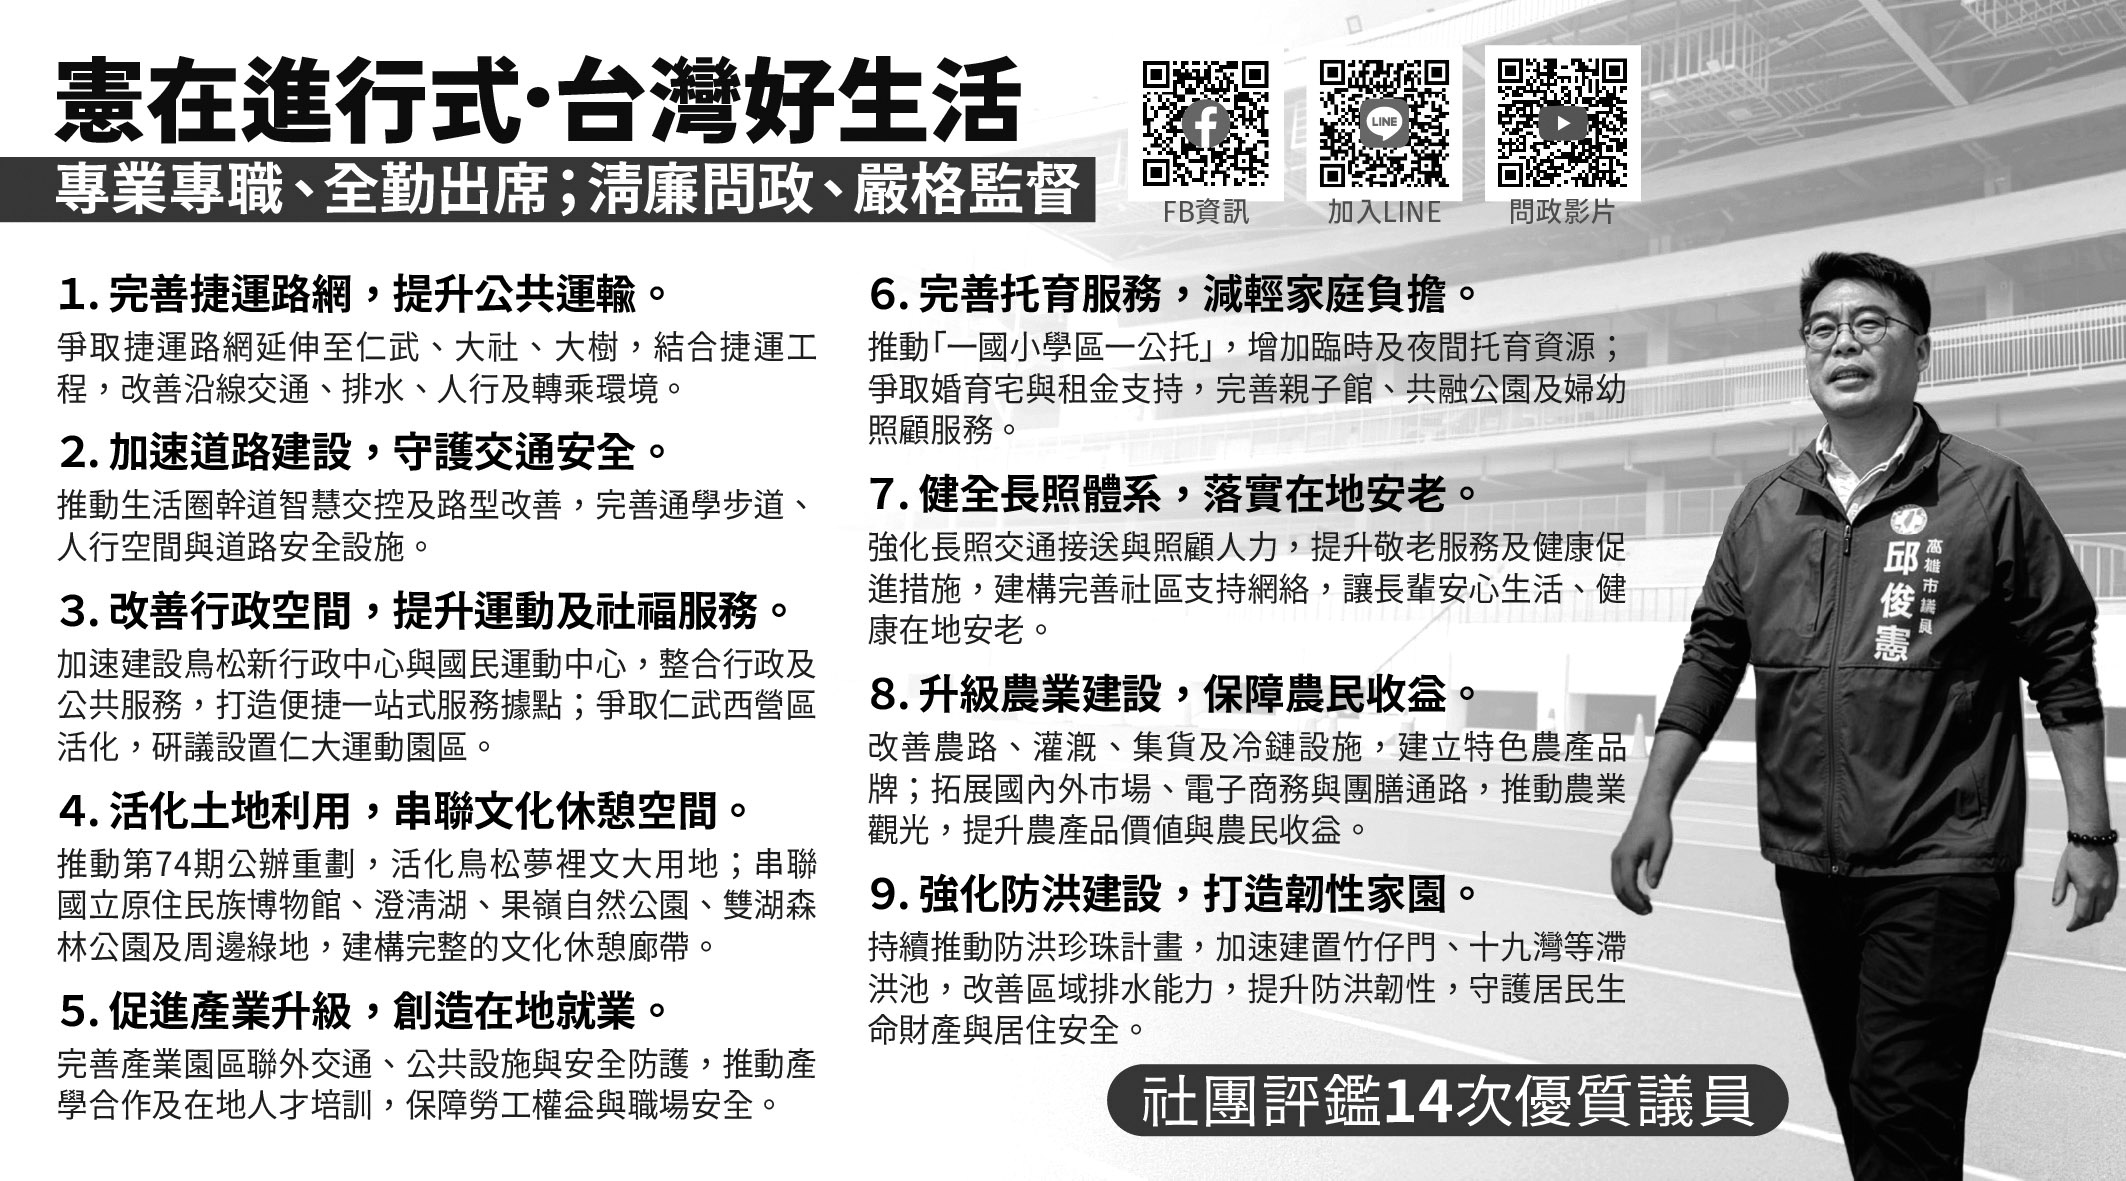 憲在進行式·台灣好生活
專業專職、全勤出席；清廉問政、嚴格監督
FB資訊
LINE
加入LINE
問政影片
1. 完善捷運路網，提升公共運輸。
爭取捷運路網延伸至仁武、大社、大樹，結合捷運工
程，改善沿線交通、排水、人行及轉乘環境。
2. 加速道路建設，守護交通安全。
推動生活圈幹道智慧交控及路型改善，完善通學步道、
人行空間與道路安全設施。
3. 改善行政空間，提升運動及社福服務。
加速建設鳥松新行政中心與國民運動中心，整合行政及
公共服務，打造便捷一站式服務據點；爭取仁武西營區
活化，研議設置仁大運動園區。
4. 活化土地利用，串聯文化休憩空間。
推動第74期公辦重劃，活化鳥松夢裡文大用地；串聯
國立原住民族博物館、澄清湖、果嶺自然公園、雙湖森
林公園及周邊綠地，建構完整的文化休憩廊帶。
5. 促進產業升級，創造在地就業。
完善產業園區聯外交通、公共設施與安全防護，推動產
學合作及在地人才培訓，保障勞工權益與職場安全。
6. 完善托育服務，減輕家庭負擔。
推動「一國小學區一公托」，增加臨時及夜間托育資源；
爭取婚育宅與租金支持，完善親子館、共融公園及婦幼
照顧服務。
7. 健全長照體系，落實在地安老。
強化長照交通接送與照顧人力，提升敬老服務及健康促
進措施，建構完善社區支持網絡，讓長輩安心生活、健
康在地安老。
8. 升級農業建設，保障農民收益。
改善農路、灌溉、集貨及冷鏈設施，建立特色農產品
牌；拓展國內外市場、電子商務與團膳通路，推動農業
觀光，提升農產品價值與農民收益。
9. 強化防洪建設，打造韌性家園。
持續推動防洪珍珠計畫，加速建置竹仔門、十九灣等滯
洪池，改善區域排水能力，提升防洪韌性，守護居民生
命財產與居住安全。
社團評鑑14次優質議員
高雄市議員
邱俊憲